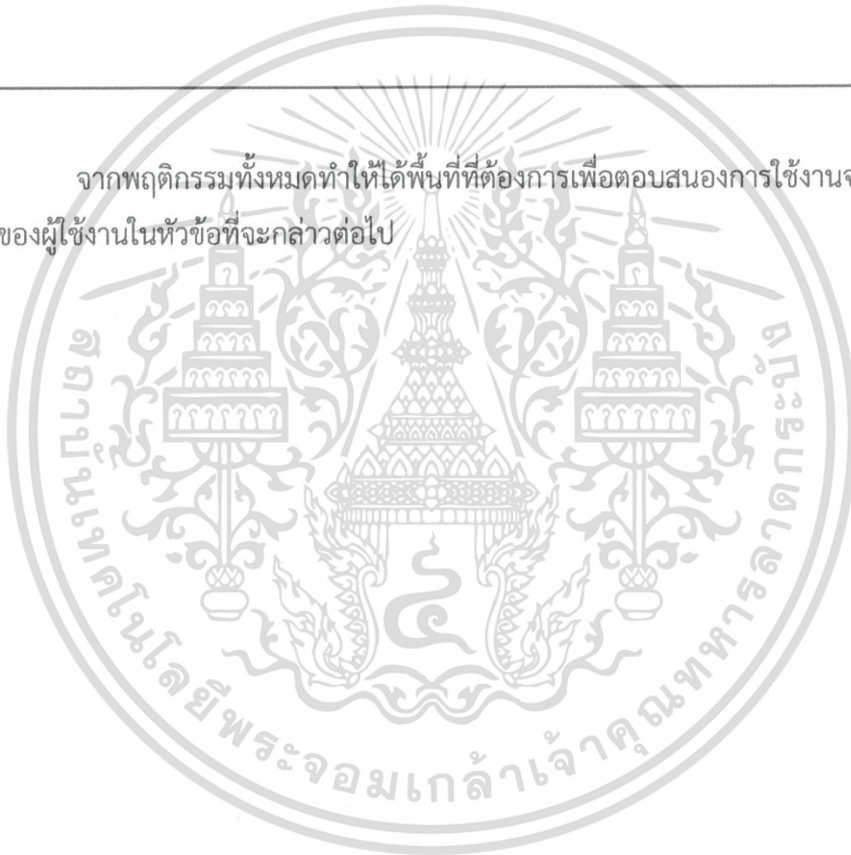 จากพฤติกรรมทั้งหมดทำให้ได้พื้นที่ที่ต้องการเพื่อตอบสนองการใช้งานจ
ของผู้ใช้งานในหัวข้อที่จะกล่าวต่อไป
สถาบันเทคโนโลยีพระจอมเกล้าเจ้าคุณทหารลาดกระบัง
๔